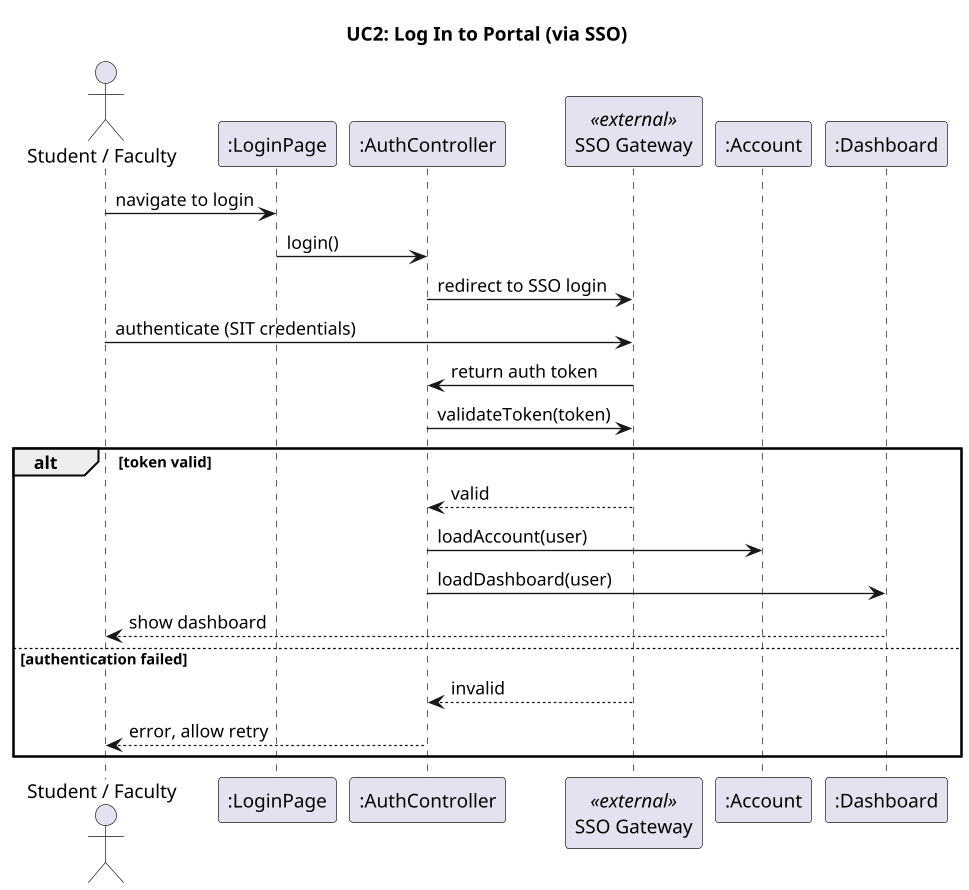 UC2: Log In to Portal (via SSO)
Student / Faculty
:LoginPage
:AuthController
«external»
SSO Gateway
:Account
:Dashboard
navigate to login
login()
redirect to SSO login
authenticate (SIT credentials)
return auth token
validateToken(token)
alt
[token valid]
valid
loadAccount(user)
loadDashboard(user)
show dashboard
[authentication failed]
invalid
error, allow retry
Student / Faculty
:LoginPage
:AuthController
«external»
SSO Gateway
:Account
:Dashboard